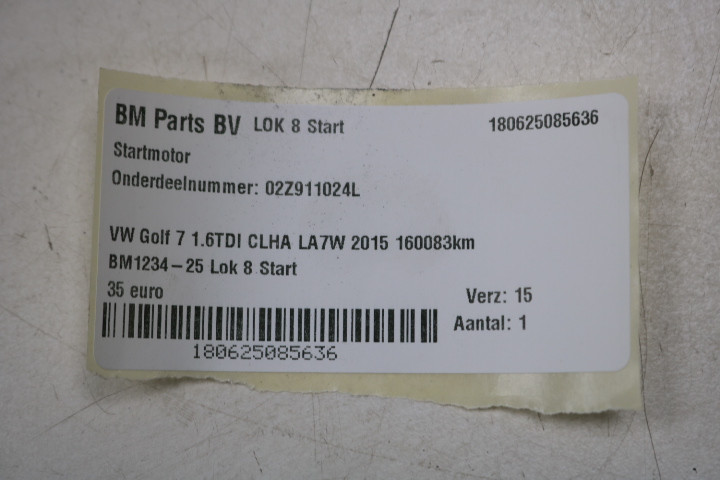 BM Parts BV LOK 8 Start 180625085636
Startmotor
Onderdeelnummer: 02Z911024L
VW Golf 7 1.6TDI CLHA LA7W 2015 160083km
BM1234-25 Lok 8 Start
35 euro Verz: 15
Aantal: 1
180625085636